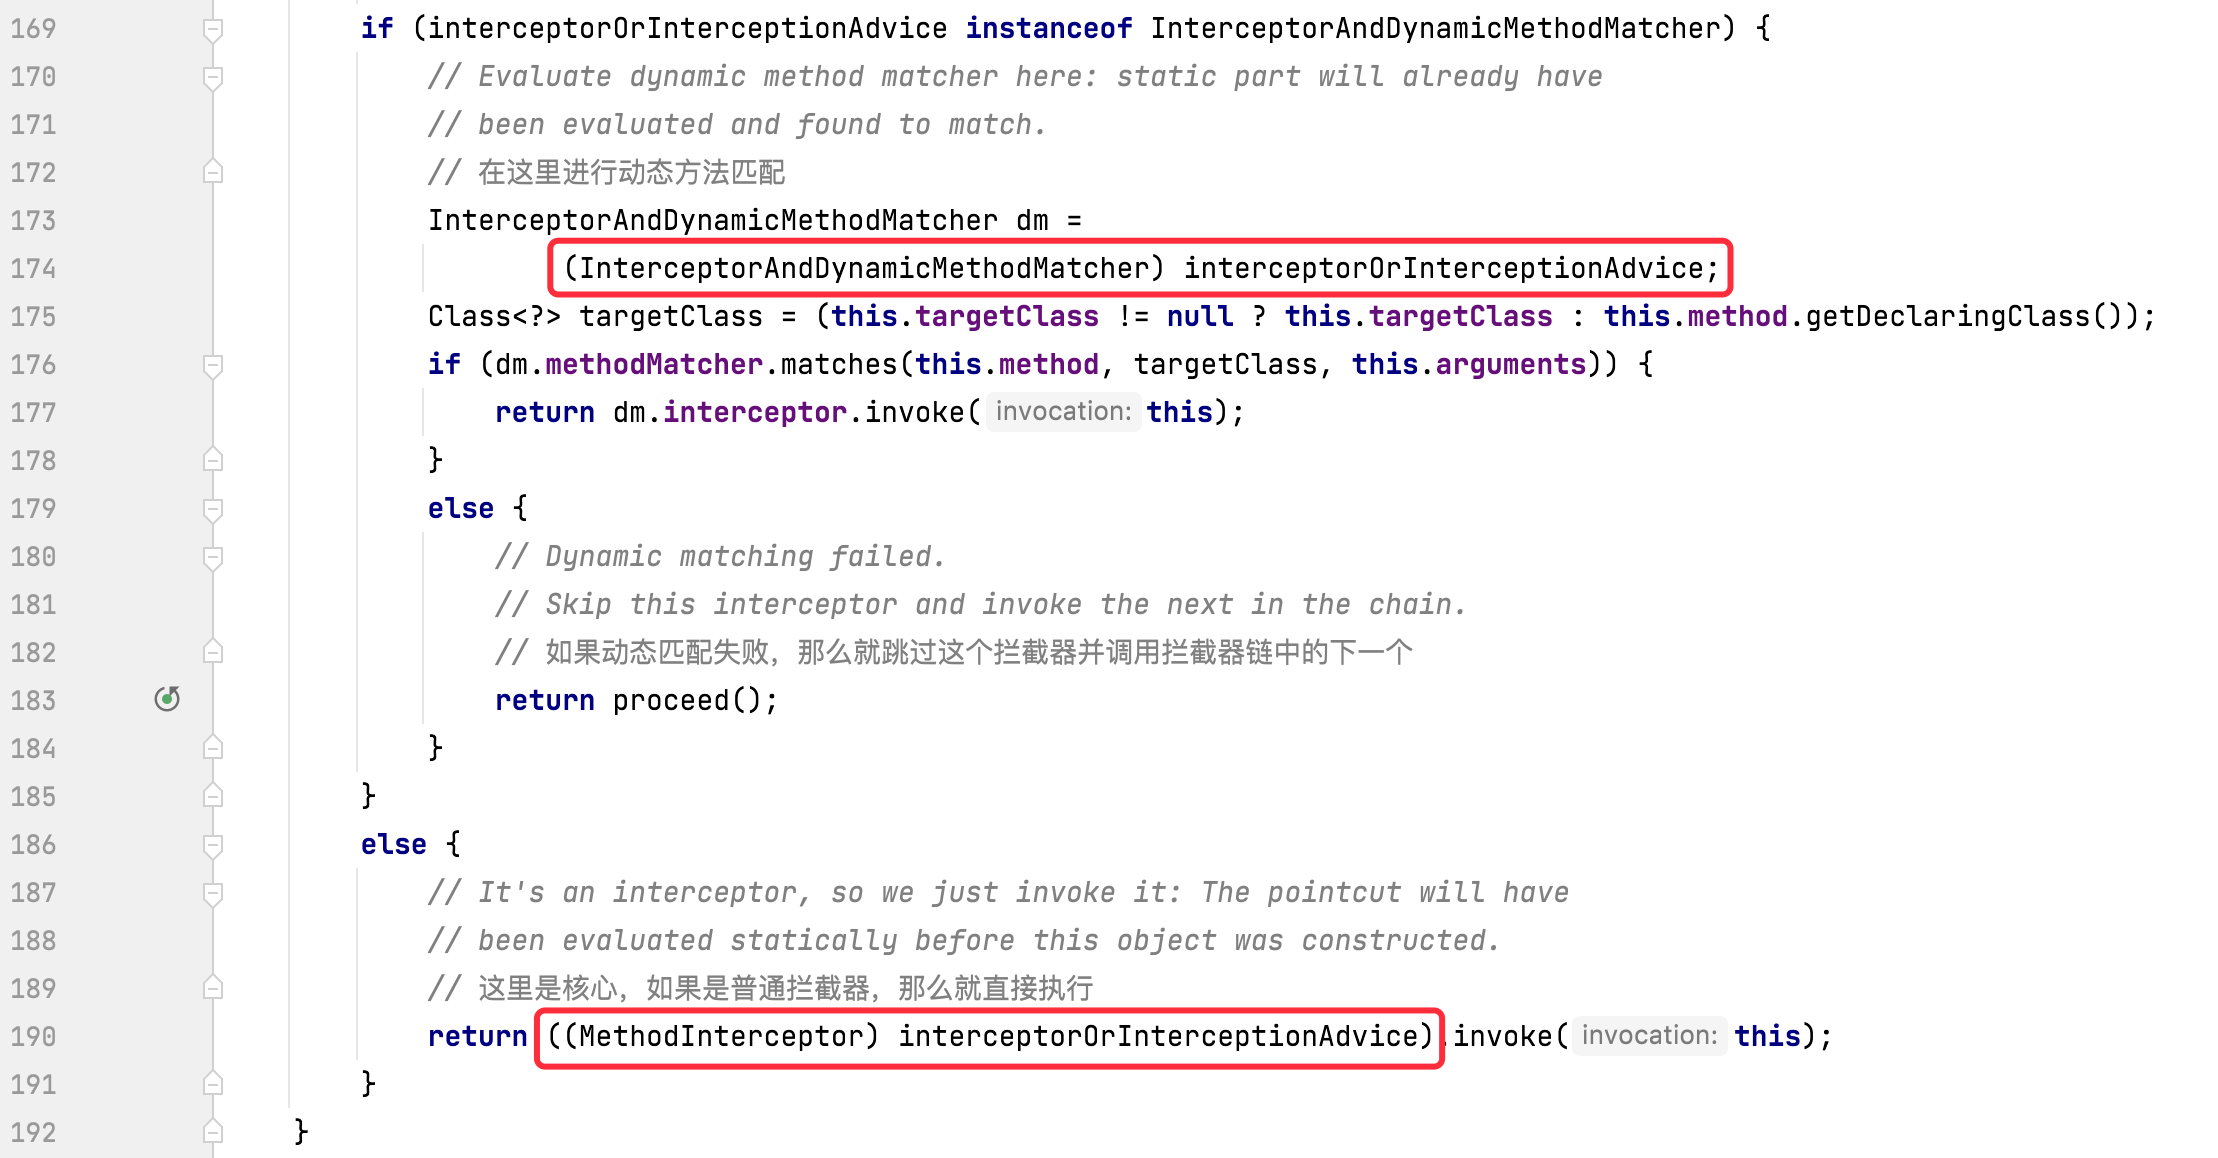 169 if (interceptorOrInterceptionAdvice instanceof InterceptorAndDynamicMethodMatcher) {
170 // Evaluate dynamic method matcher here: static part will already have
171 // been evaluated and found to match.
172 // 在这里进行动态方法匹配
173 InterceptorAndDynamicMethodMatcher dm =
174 (InterceptorAndDynamicMethodMatcher) interceptorOrInterceptionAdvice;
175 Class<?> targetClass = (this.targetClass != null ? this.targetClass : this.method.getDeclaringClass());
176 if (dm.methodMatcher.matches(this.method, targetClass, this.arguments)) {
177 return dm.interceptor.invoke( invocation: this);
178 }
179 else {
180 // Dynamic matching failed.
181 // Skip this interceptor and invoke the next in the chain.
182 // 如果动态匹配失败，那么就跳过这个拦截器并调用拦截器链中的下一个
183 return proceed();
184 }
185 }
186 else {
187 // It's an interceptor, so we just invoke it: The pointcut will have
188 // been evaluated statically before this object was constructed.
189 // 这里是核心，如果是普通拦截器，那么就直接执行
190 return ((MethodInterceptor) interceptorOrInterceptionAdvice).invoke( invocation: this);
191 }
192 }